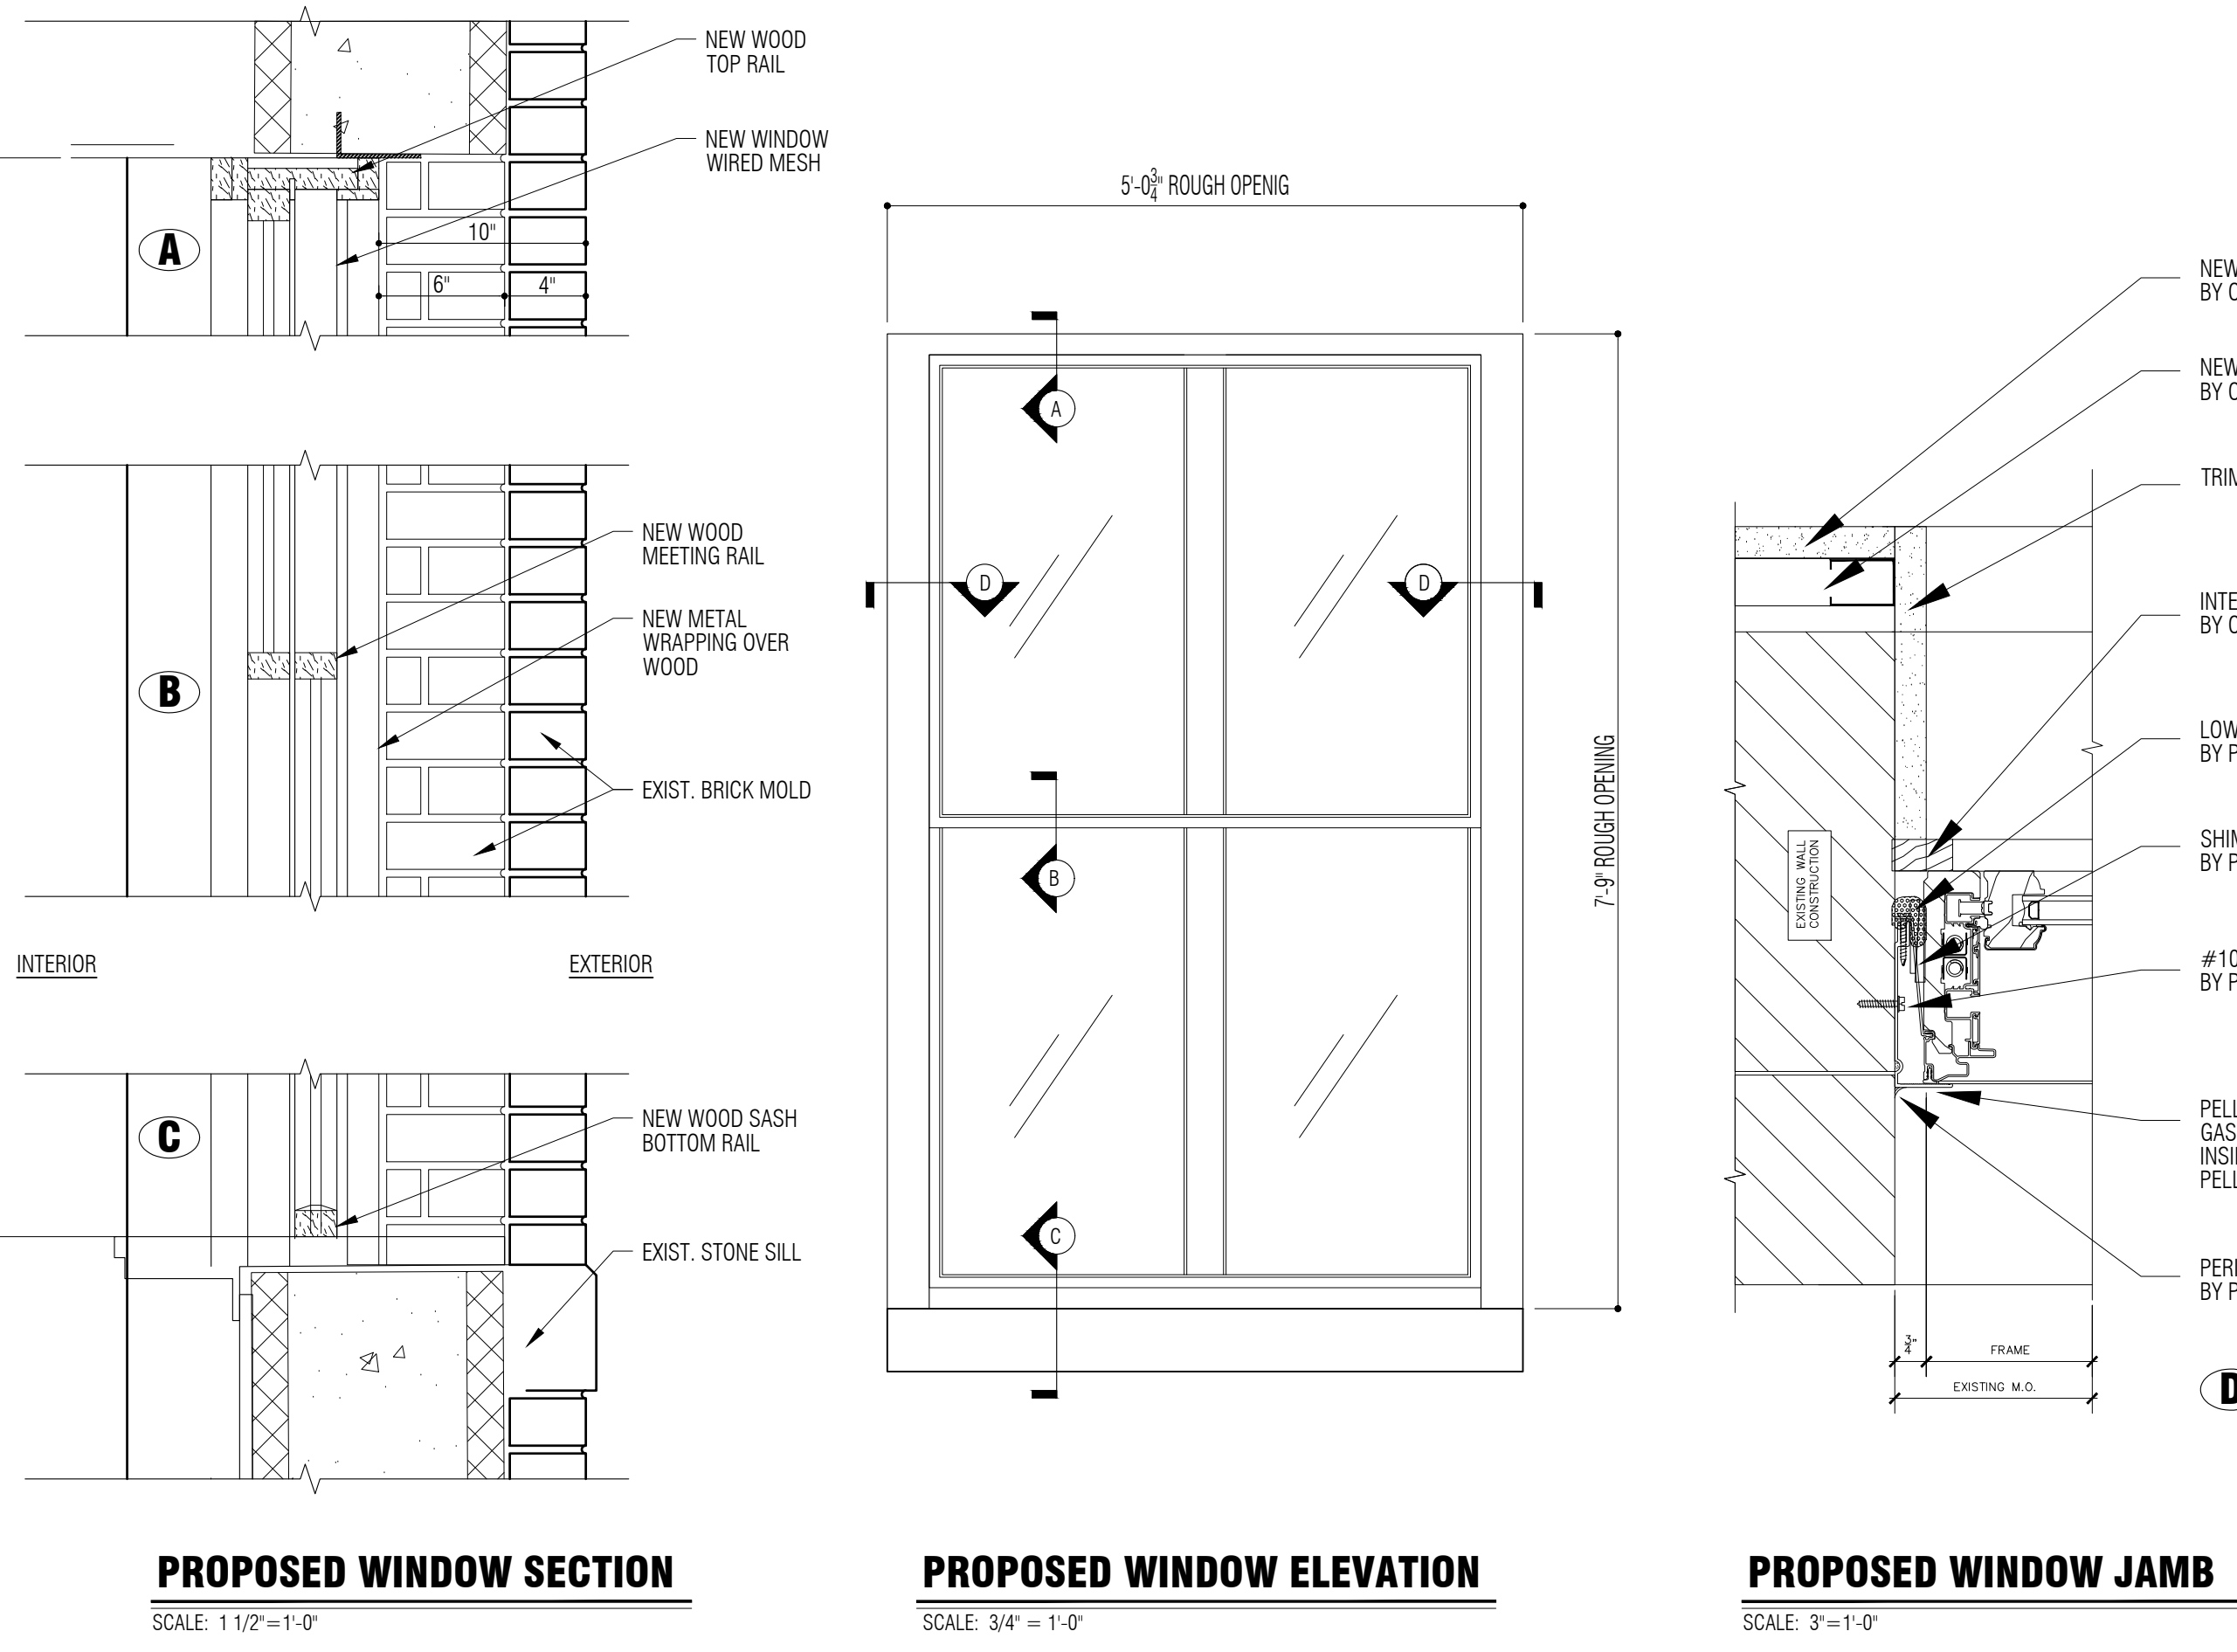 NEW WOOD
TOP RAIL
NEW WINDOW
WIRED MESH
A
10"
6"
4"
NEW WOOD
MEETING RAIL
NEW METAL
WRAPPING OVER
WOOD
B
EXIST. BRICK MOLD
INTERIOR
EXTERIOR
C
NEW WOOD SASH
BOTTOM RAIL
EXIST. STONE SILL
PROPOSED WINDOW SECTION
SCALE: 1 1/2"=1'-0"
5'-0 3/4" ROUGH OPENIG
A
D
D
7'-9" ROUGH OPENING
B
C
PROPOSED WINDOW ELEVATION
SCALE: 3/4" = 1'-0"
NEW
BY
NEW
BY
BY
EXISTING WALL
CONSTRUCTION
LOW
BY P
BY P
#10
BY P
PELL
GAS
INSI
PELL
PERI
BY P
3/4"
FRAME
EXISTING M.O.
D
PROPOSED WINDOW JAMB
SCALE: 3"=1'-0"